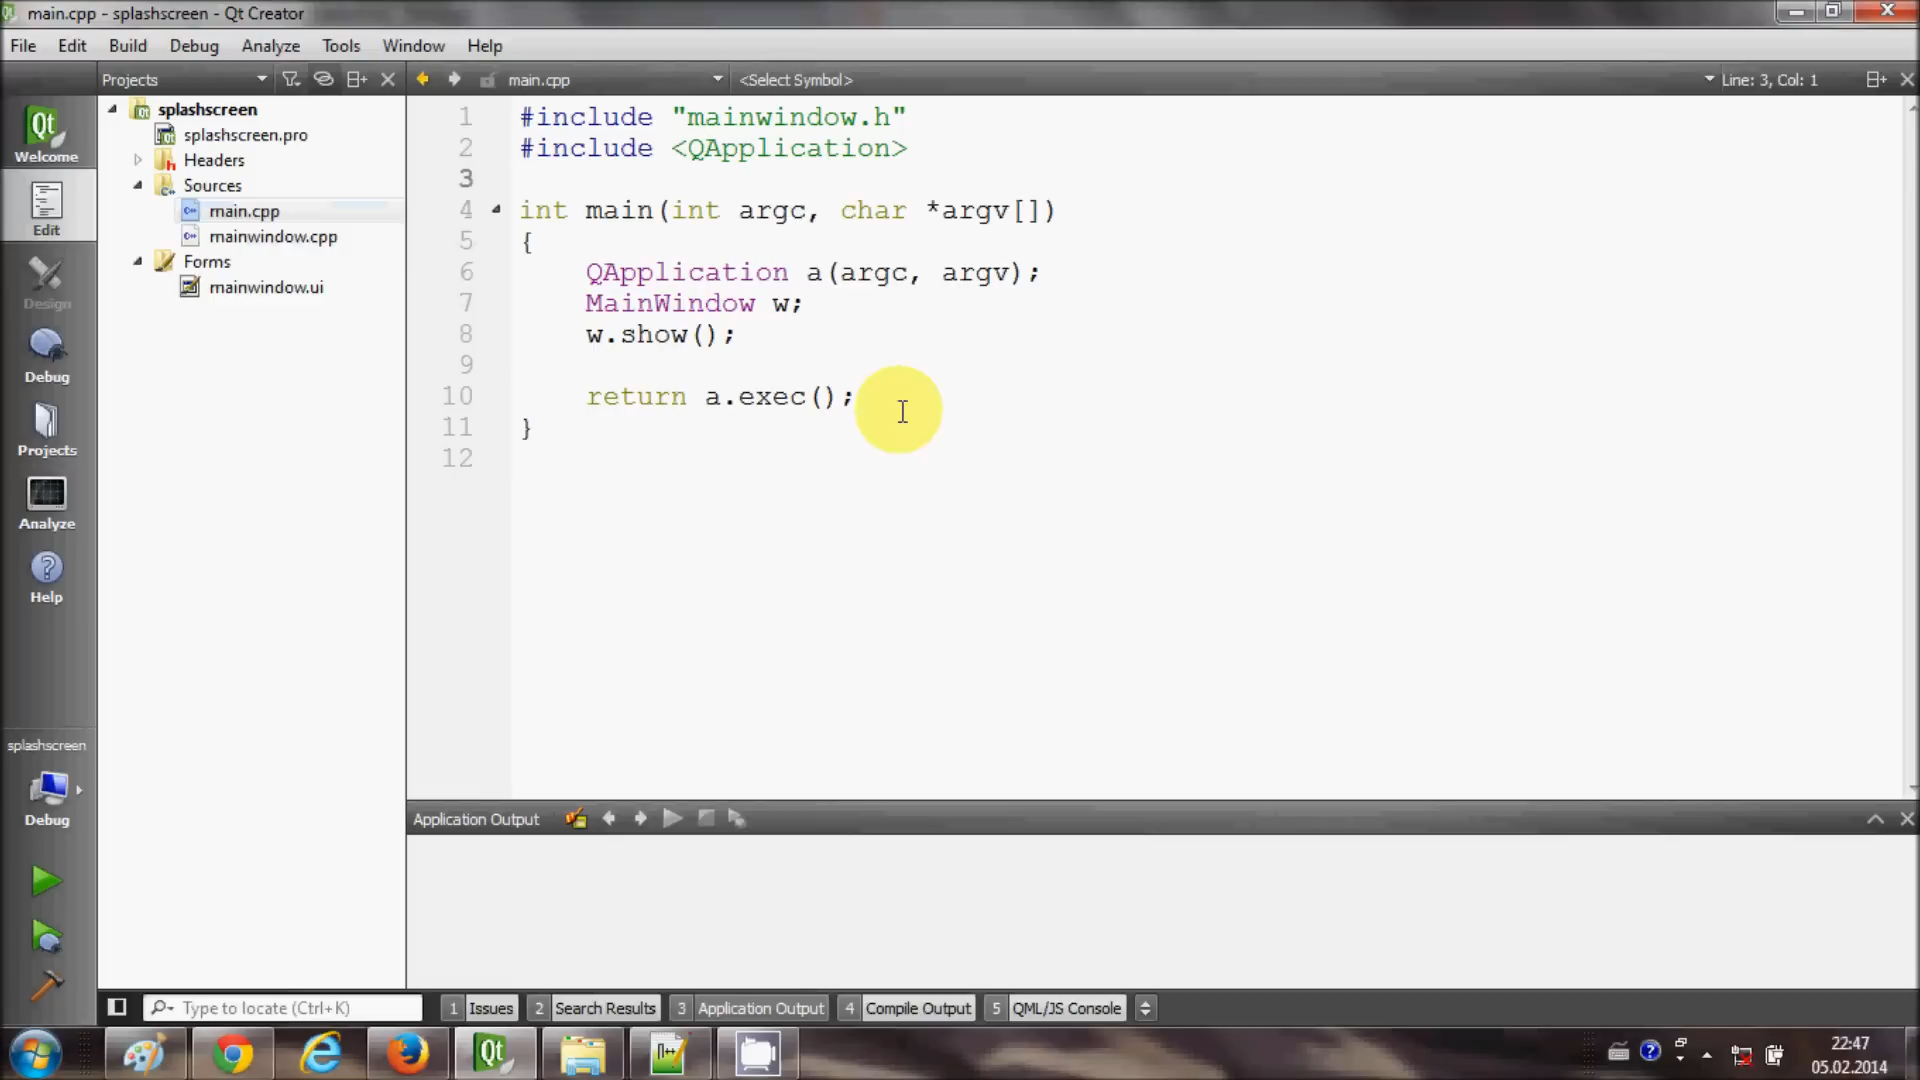 main.cpp - splashscreen - Qt Creator
File Edit Build Debug Analyze Tools Window Help
Projects
main.cpp
<Select Symbol>
Line: 3, Col: 1
Welcome
Edit
Design
Debug
Projects
Analyze
Help
splashscreen
Debug
splashscreen
splashscreen.pro
Headers
Sources
main.cpp
mainwindow.cpp
Forms
mainwindow.ui
1 #include "mainwindow.h"
2 #include <QApplication>
3
4 int main(int argc, char *argv[])
5 {
6 QApplication a(argc, argv);
7 MainWindow w;
8 w.show();
9
10 return a.exec();
11 }
12
Application Output
Type to locate (Ctrl+K)
1 Issues 2 Search Results 3 Application Output 4 Compile Output 5 QML/JS Console
22:47
05.02.2014